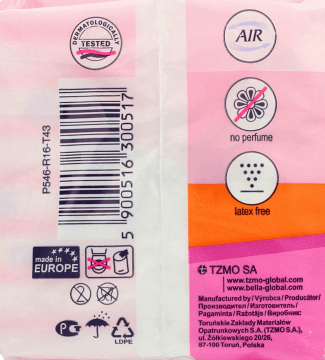 DERMATOLOGICALLY
TESTED
P546-R16-T43
5 900516 300517
made in
EUROPE
LDPE
AIR
no perfume
latex free
TZMO SA
www.tzmo-global.com
www.bella-global.com
Manufactured by / Výrobca / Producător /
Производител / Изготовитель /
Pagaminta / Ražotājs / Виробник:
Toruńskie Zakłady Materiałów
Opatrunkowych S.A. (TZMO S.A.),
ul. Żółkiewskiego 20/26,
87-100 Toruń, Polska